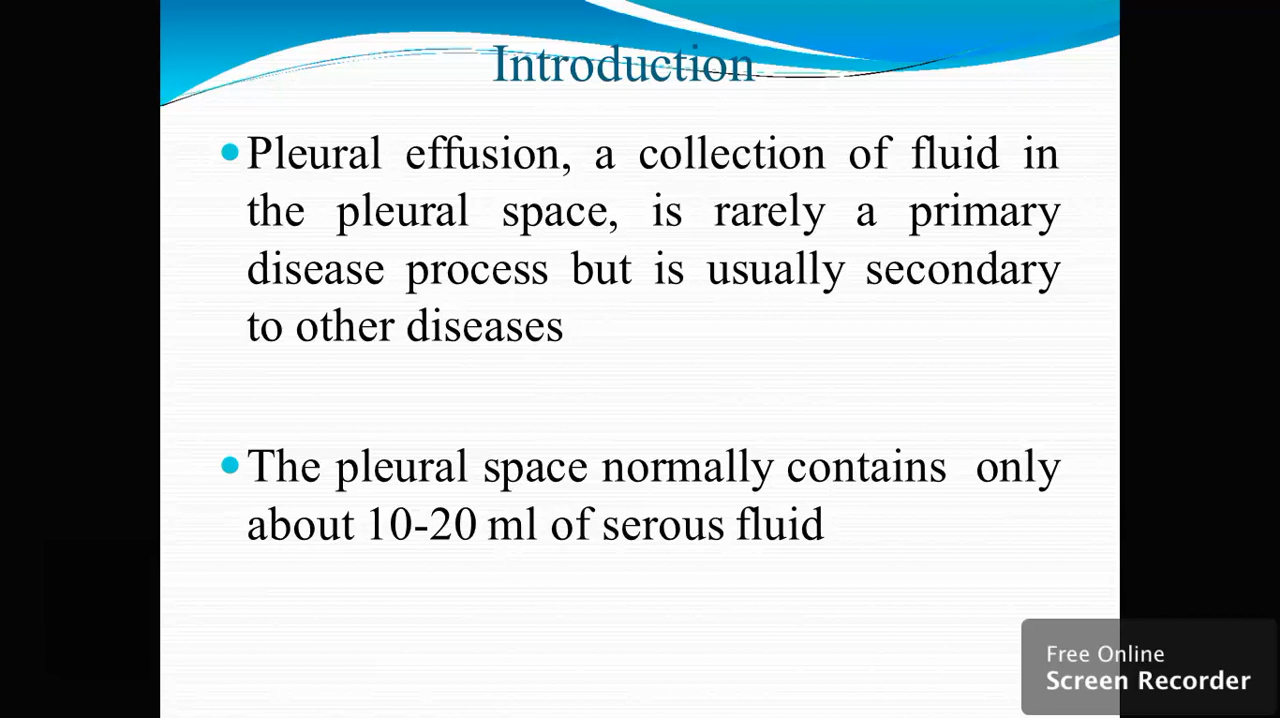 Introduction
•Pleural effusion, a collection of fluid in
the pleural space, is rarely a primary
disease process but is usually secondary
to other diseases
•The pleural space normally contains only
about 10-20 ml of serous fluid
Free Online
Screen Recorder